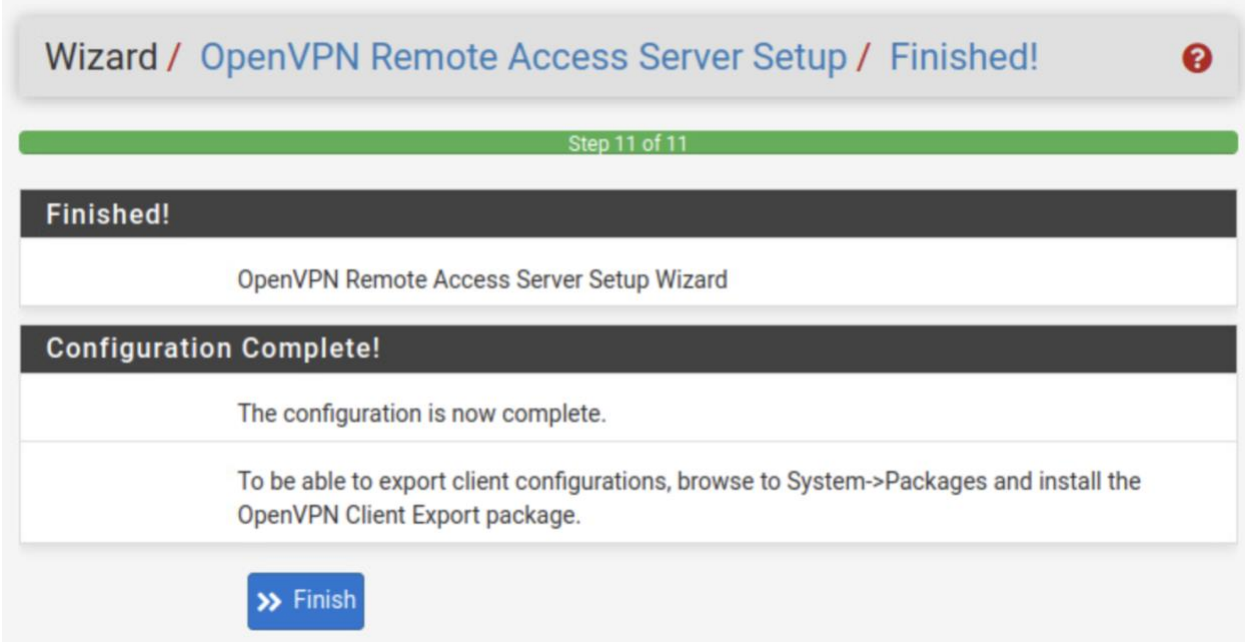 Wizard / OpenVPN Remote Access Server Setup / Finished!
Step 11 of 11
Finished!
OpenVPN Remote Access Server Setup Wizard
Configuration Complete!
The configuration is now complete.
To be able to export client configurations, browse to System->Packages and install the
OpenVPN Client Export package.
Finish